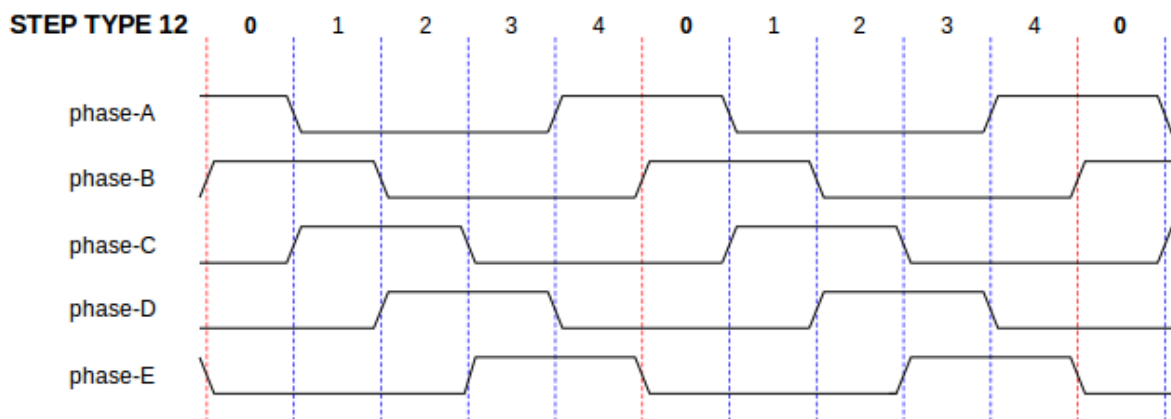 STEP TYPE 12 0 1 2 3 4 0 1 2 3 4 0
phase-A
phase-B
phase-C
phase-D
phase-E